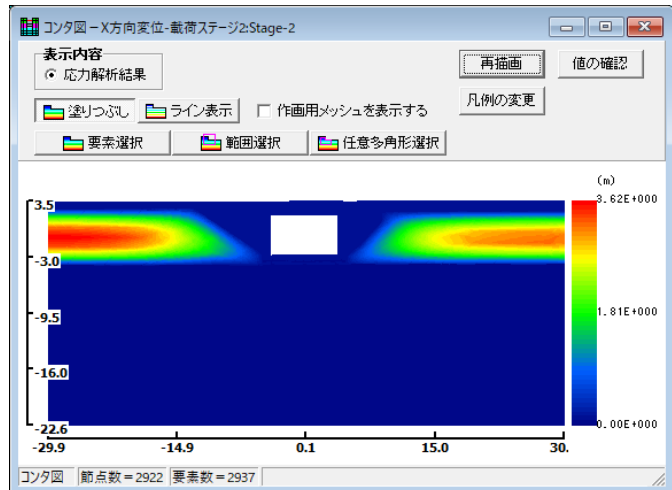 コンタ図－X方向変位-載荷ステージ2:Stage-2
表示内容
応力解析結果
再描画
値の確認
塗りつぶし
ライン表示
作画用メッシュを表示する
凡例の変更
要素選択
範囲選択
任意多角形選択
(m)
3.62E+000
3.5
-3.0
1.81E+000
-9.5
-16.0
0.00E+000
-22.6
-29.9
-14.9
0.1
15.0
30.
コンタ図 節点数=2922 要素数=2937